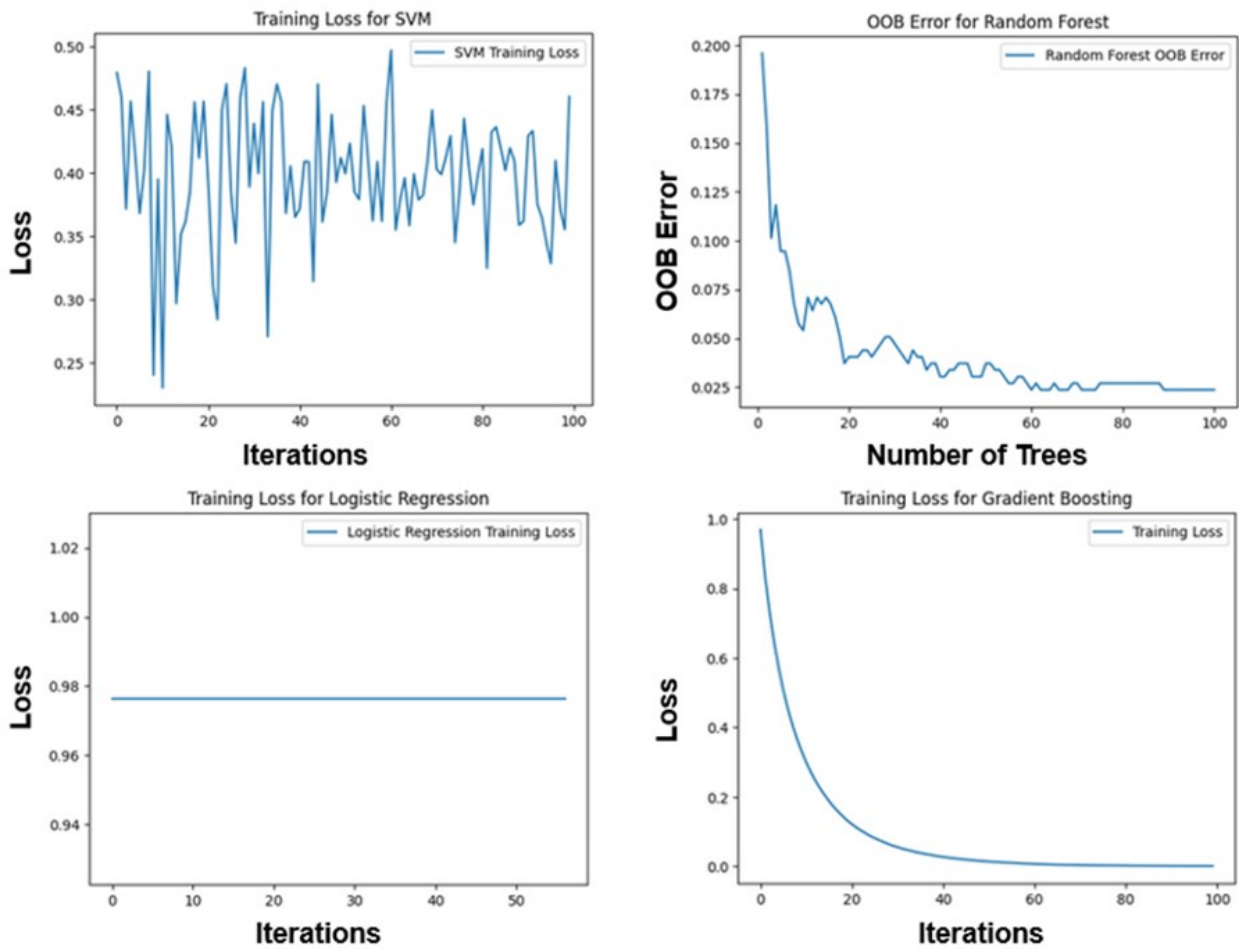 Training Loss for SVM
SVM Training Loss
0.50
0.45
0.40
0.35
0.30
0.25
Loss
0 20 40 60 80 100
Iterations
OOB Error for Random Forest
Random Forest OOB Error
0.200
0.175
0.150
0.125
0.100
0.075
0.050
0.025
OOB Error
0 20 40 60 80 100
Number of Trees
Training Loss for Logistic Regression
Logistic Regression Training Loss
1.02
1.00
0.98
0.96
0.94
Loss
0 10 20 30 40 50
Iterations
Training Loss for Gradient Boosting
Training Loss
1.0
0.8
0.6
0.4
0.2
0.0
Loss
0 20 40 60 80 100
Iterations